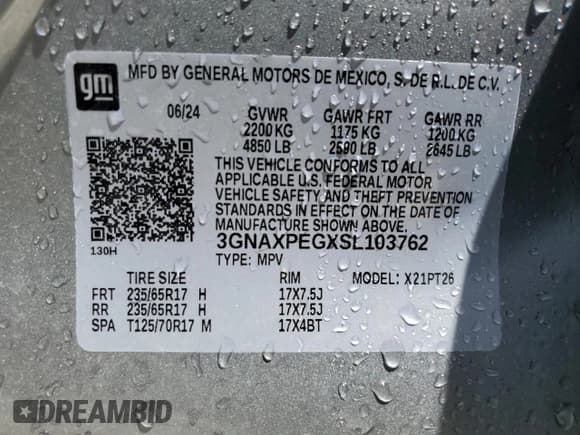 gm
MFD BY GENERAL MOTORS DE MEXICO, S. DE R.L. DE C.V.
06/24 GVWR GAWR FRT GAWR RR
2200 KG 1175 KG 1200 KG
4850 LB 2590 LB 2645 LB
THIS VEHICLE CONFORMS TO ALL
APPLICABLE U.S. FEDERAL MOTOR
VEHICLE SAFETY AND THEFT PREVENTION
STANDARDS IN EFFECT ON THE DATE OF
MANUFACTURE SHOWN ABOVE.
130H 3GNAXPEGXSL103762
TYPE: MPV
TIRE SIZE RIM MODEL: X21PT26
FRT 235/65R17 H 17X7.5J
RR 235/65R17 H 17X7.5J
SPA T125/70R17 M 17X4BT
DREAMBID